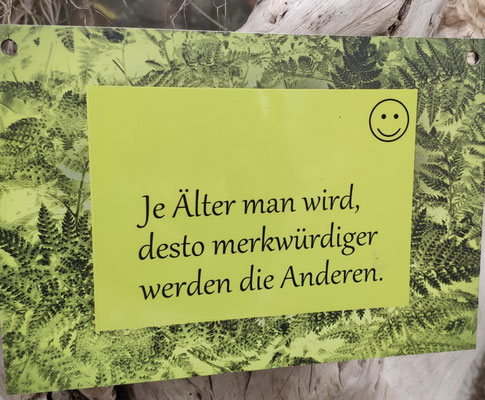 Je Älter man wird,
desto merkwürdiger
werden die Anderen.